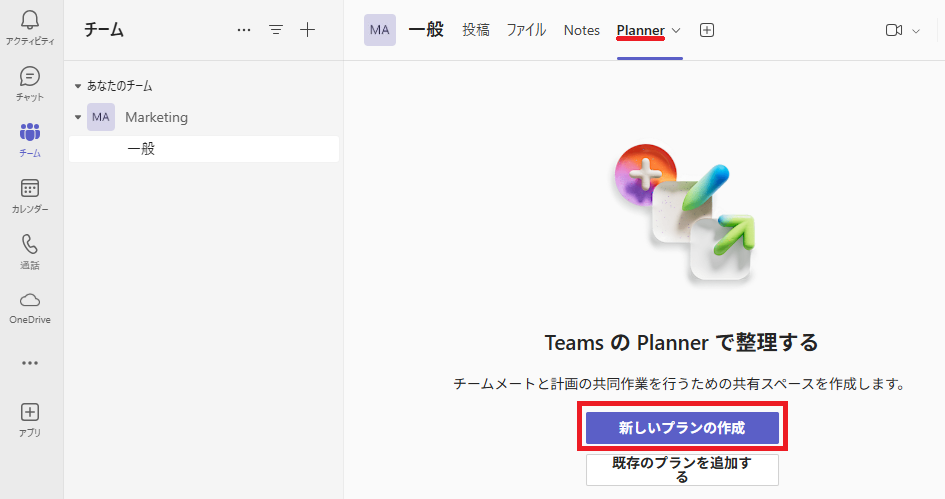 アクティビティ
チャット
チーム
カレンダー
通話
OneDrive
アプリ
チーム
あなたのチーム
MA Marketing
一般
MA 一般 投稿 ファイル Notes Planner
Teams の Planner で整理する
チームメートと計画の共同作業を行うための共有スペースを作成します。
新しいプランの作成
既存のプランを追加す
る